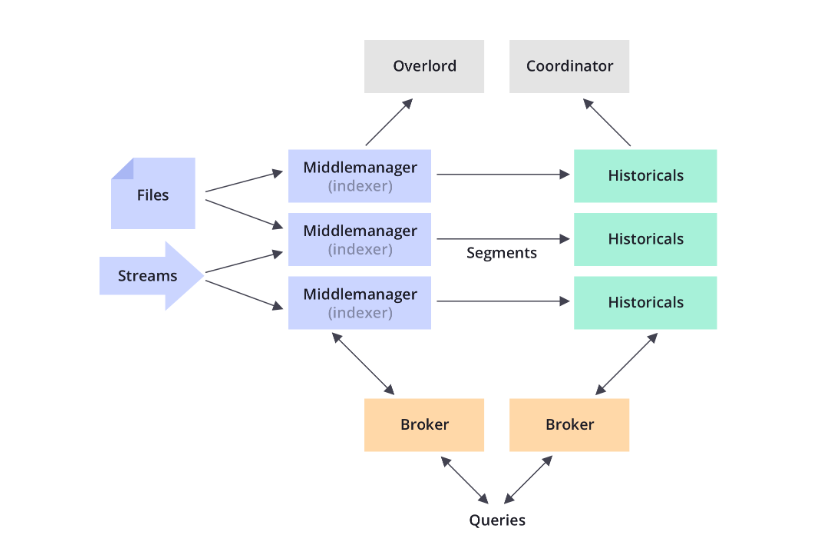 Overlord
Coordinator
Files
Streams
Middlemanager
(indexer)
Middlemanager
(indexer)
Middlemanager
(indexer)
Segments
Historicals
Historicals
Historicals
Broker
Broker
Queries